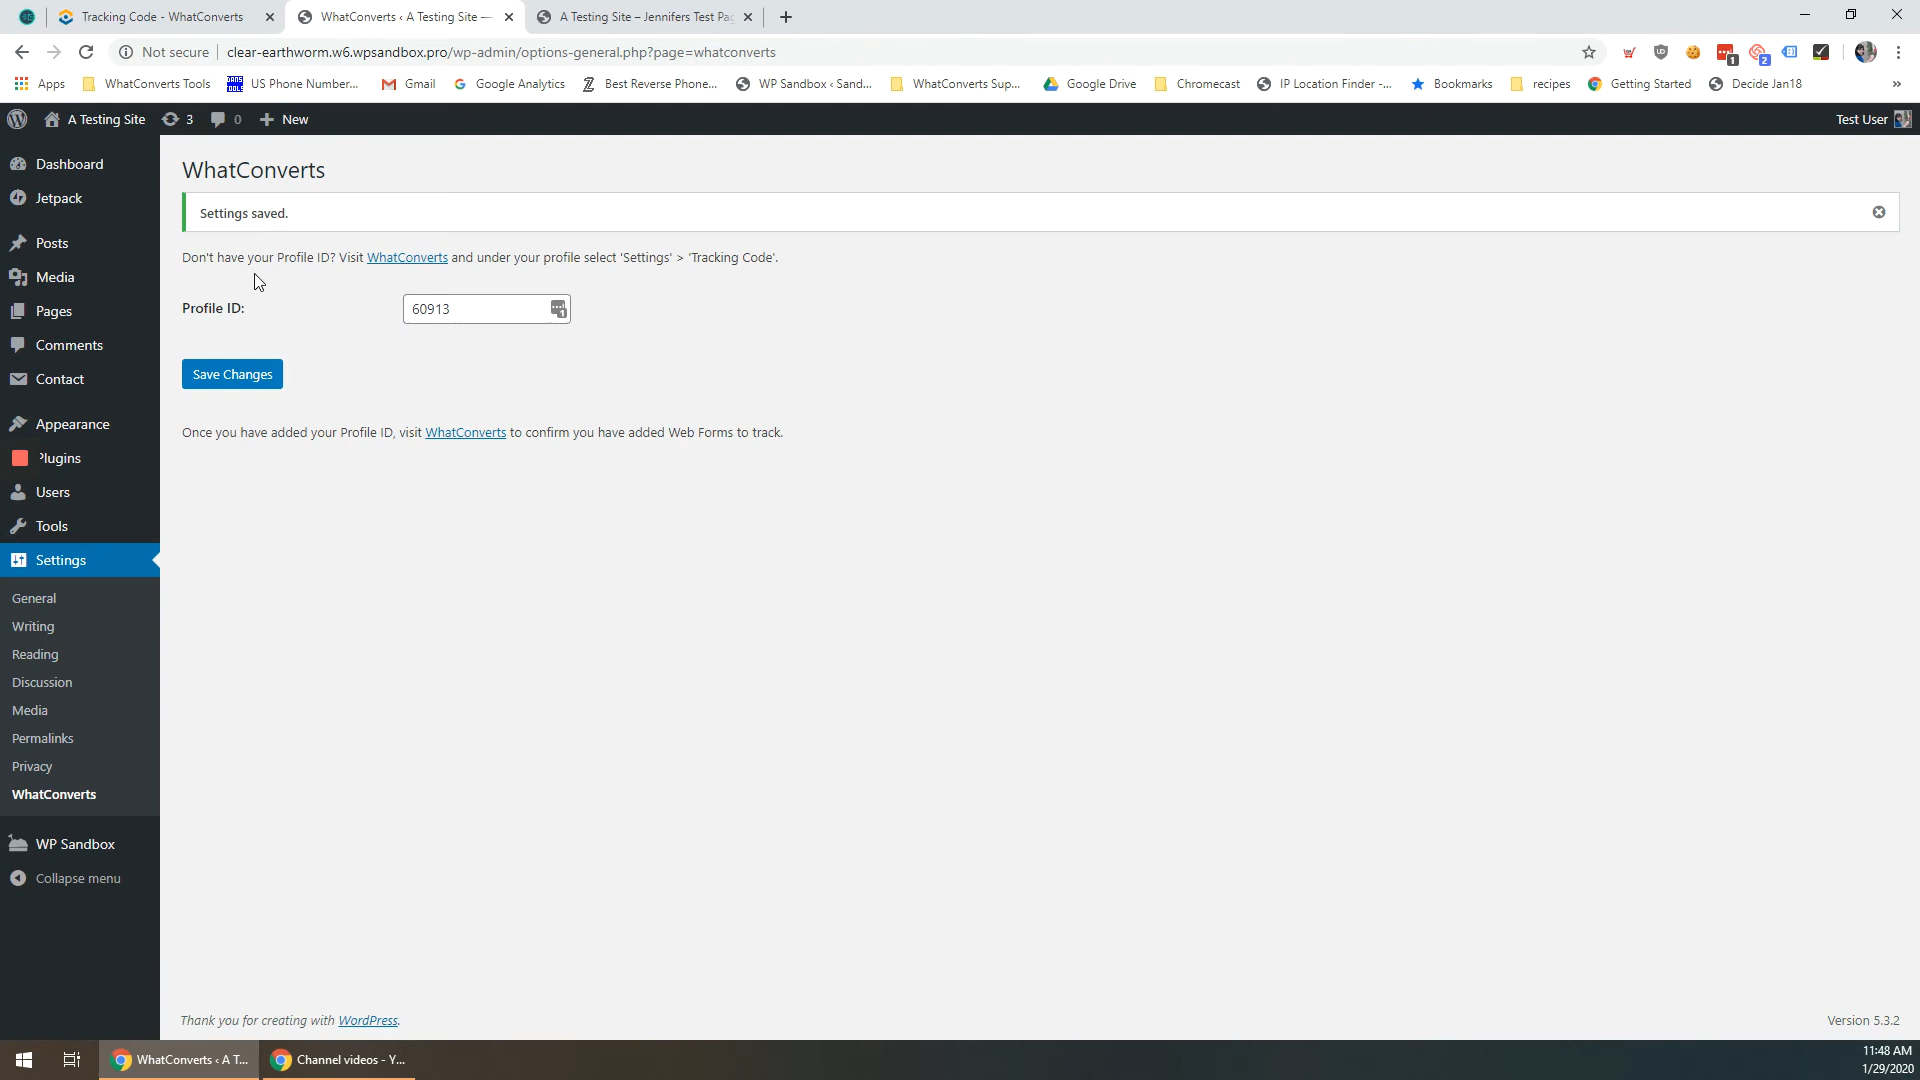 Tracking Code - WhatConverts
WhatConverts ‹ A Testing Site —
A Testing Site – Jennifers Test Pag
Not secure
clear-earthworm.w6.wpsandbox.pro/wp-admin/options-general.php?page=whatconverts
1
2
Apps
WhatConverts Tools
US Phone Number...
Gmail
Google Analytics
Best Reverse Phone...
WP Sandbox ‹ Sand...
WhatConverts Sup...
Google Drive
Chromecast
IP Location Finder -...
Bookmarks
recipes
Getting Started
Decide Jan18
»
A Testing Site
3
0
New
Test User
Dashboard
Jetpack
Posts
Media
Pages
Comments
Contact
Appearance
Plugins
Users
Tools
Settings
General
Writing
Reading
Discussion
Media
Permalinks
Privacy
WhatConverts
WP Sandbox
Collapse menu
WhatConverts
Settings saved.
Don't have your Profile ID? Visit WhatConverts and under your profile select 'Settings' > 'Tracking Code'.
Profile ID:
60913
1
Save Changes
Once you have added your Profile ID, visit WhatConverts to confirm you have added Web Forms to track.
Thank you for creating with WordPress.
Version 5.3.2
WhatConverts ‹ A T...
Channel videos - Y...
11:48 AM
1/29/2020